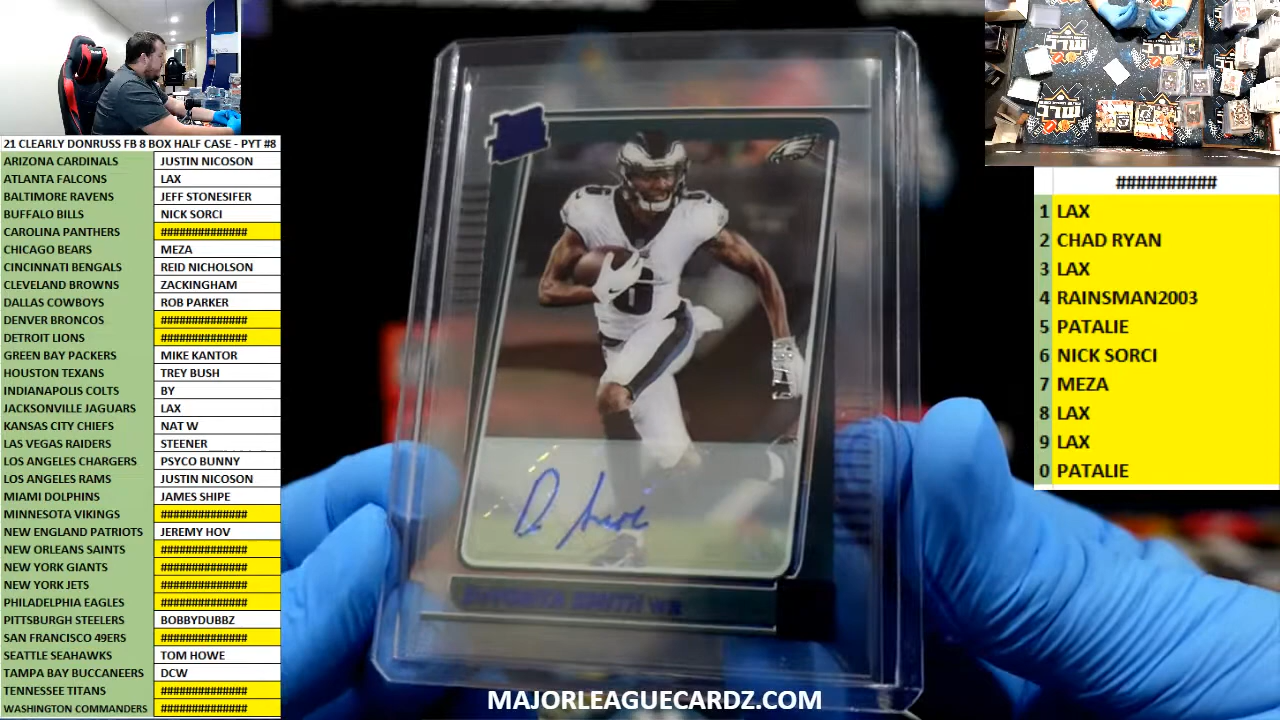 21 CLEARLY DONRUSS FB 8 BOX HALF CASE - PYT #8
ARIZONA CARDINALS JUSTIN NICOSON
ATLANTA FALCONS LAX
BALTIMORE RAVENS JEFF STONESIFER
BUFFALO BILLS NICK SORCI
CAROLINA PANTHERS ##############
CHICAGO BEARS MEZA
CINCINNATI BENGALS REID NICHOLSON
CLEVELAND BROWNS ZACKINGHAM
DALLAS COWBOYS ROB PARKER
DENVER BRONCOS ##############
DETROIT LIONS ##############
GREEN BAY PACKERS MIKE KANTOR
HOUSTON TEXANS TREY BUSH
INDIANAPOLIS COLTS BY
JACKSONVILLE JAGUARS LAX
KANSAS CITY CHIEFS NAT W
LAS VEGAS RAIDERS STEENER
LOS ANGELES CHARGERS PSYCO BUNNY
LOS ANGELES RAMS JUSTIN NICOSON
MIAMI DOLPHINS JAMES SHIPE
MINNESOTA VIKINGS ##############
NEW ENGLAND PATRIOTS JEREMY HOV
NEW ORLEANS SAINTS ##############
NEW YORK GIANTS ##############
NEW YORK JETS ##############
PHILADELPHIA EAGLES ##############
PITTSBURGH STEELERS BOBBYDUBBZ
SAN FRANCISCO 49ERS ##############
SEATTLE SEAHAWKS TOM HOWE
TAMPA BAY BUCCANEERS DCW
TENNESSEE TITANS ##############
WASHINGTON COMMANDERS ##############
SMITH WR
MAJORLEAGUECARDZ.COM
##########
1 LAX
2 CHAD RYAN
3 LAX
4 RAINSMAN2003
5 PATALIE
6 NICK SORCI
7 MEZA
8 LAX
9 LAX
0 PATALIE